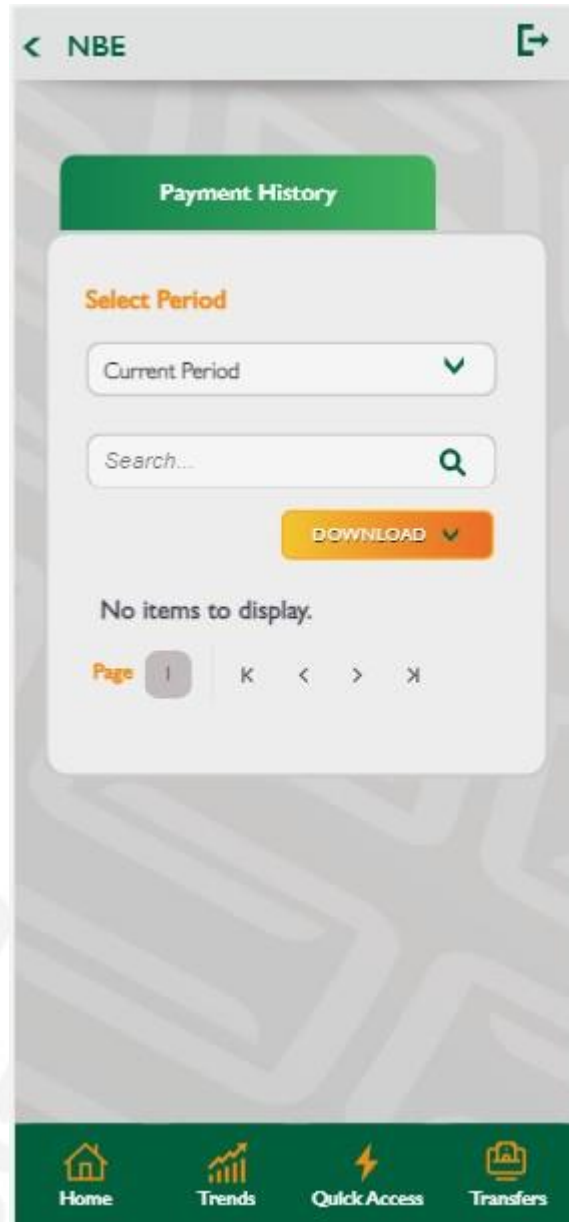 NBE
Payment History
Select Period
Current Period
Search...
DOWNLOAD
No items to display.
Page 1
Home Trends Quick Access Transfers